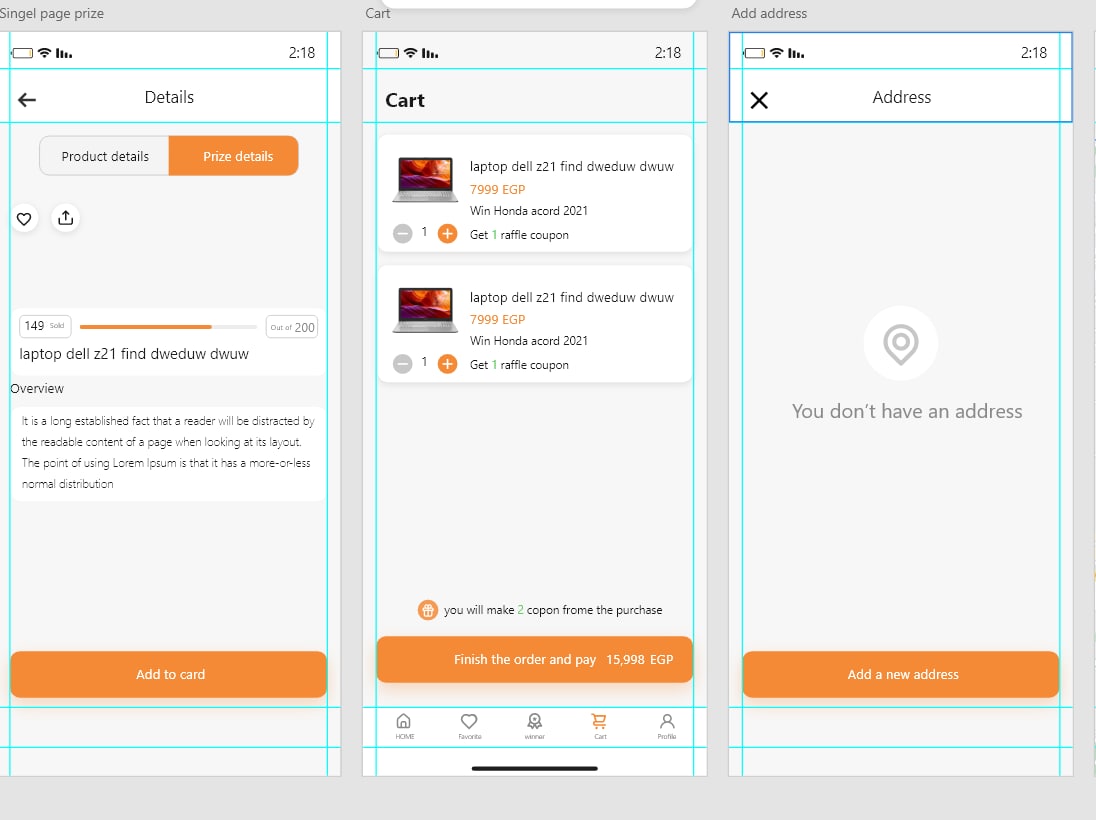 Singel page prize
2:18
Details
Product details
Prize details
149 Sold
Out of 200
laptop dell z21 find dweduw dwuw
Overview
It is a long established fact that a reader will be distracted by
the readable content of a page when looking at its layout.
The point of using Lorem Ipsum is that it has a more-or-less
normal distribution
Add to card
Cart
2:18
Cart
laptop dell z21 find dweduw dwuw
7999 EGP
Win Honda acord 2021
1
Get 1 raffle coupon
laptop dell z21 find dweduw dwuw
7999 EGP
Win Honda acord 2021
1
Get 1 raffle coupon
you will make 2 copon frome the purchase
Finish the order and pay 15,998 EGP
HOME
Favorite
winner
Cart
Profile
Add address
2:18
Address
You don't have an address
Add a new address